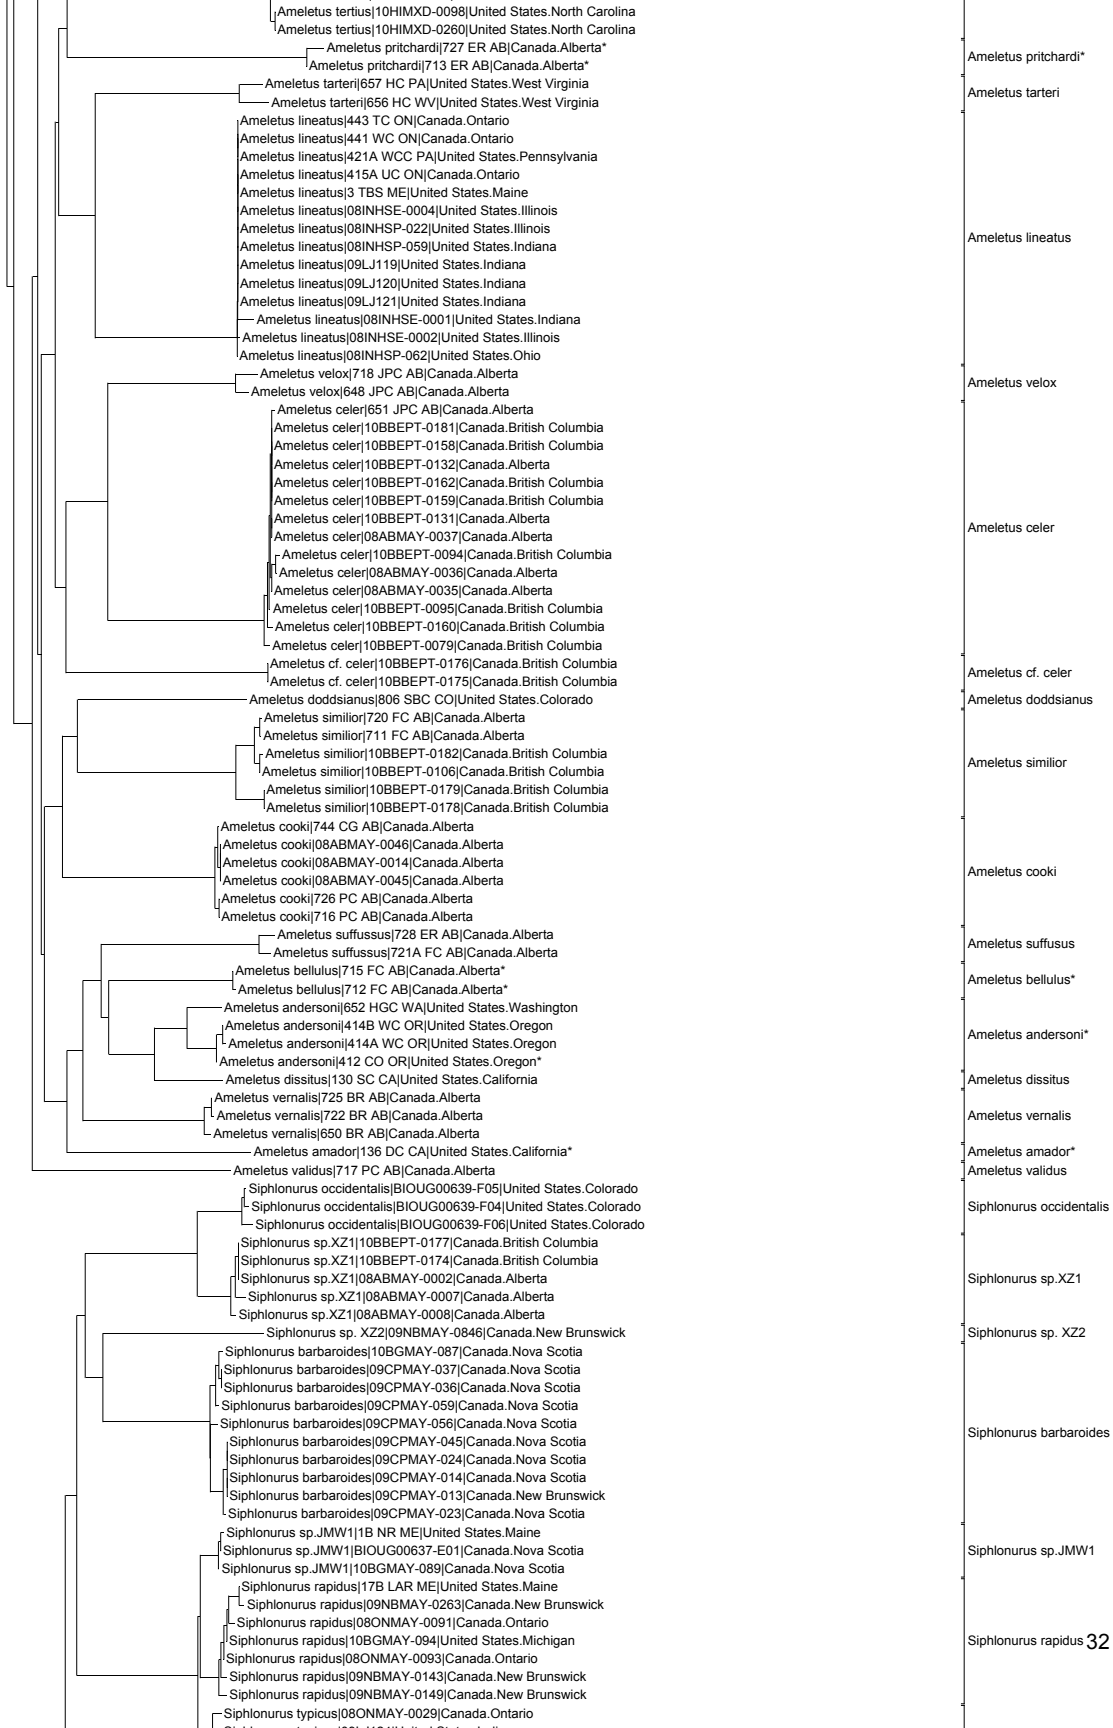 Ameletus tertius|10HIMXD-0098|United States.North Carolina
Ameletus tertius|10HIMXD-0260|United States.North Carolina
Ameletus pritchardi|727 ER AB|Canada.Alberta*
Ameletus pritchardi|713 ER AB|Canada.Alberta*
Ameletus pritchardi*
Ameletus tarteri|657 HC PA|United States.West Virginia
Ameletus tarteri|656 HC WV|United States.West Virginia
Ameletus tarteri
Ameletus lineatus|443 TC ON|Canada.Ontario
Ameletus lineatus|441 WC ON|Canada.Ontario
Ameletus lineatus|421A WCC PA|United States.Pennsylvania
Ameletus lineatus|415A UC ON|Canada.Ontario
Ameletus lineatus|3 TBS ME|United States.Maine
Ameletus lineatus|08INHSE-0004|United States.Illinois
Ameletus lineatus|08INHSP-022|United States.Illinois
Ameletus lineatus|08INHSP-059|United States.Indiana
Ameletus lineatus|09LJ119|United States.Indiana
Ameletus lineatus|09LJ120|United States.Indiana
Ameletus lineatus|09LJ121|United States.Indiana
Ameletus lineatus|08INHSE-0001|United States.Indiana
Ameletus lineatus|08INHSE-0002|United States.Illinois
Ameletus lineatus|08INHSP-062|United States.Ohio
Ameletus lineatus
Ameletus velox|718 JPC AB|Canada.Alberta
Ameletus velox|648 JPC AB|Canada.Alberta
Ameletus velox
Ameletus celer|651 JPC AB|Canada.Alberta
Ameletus celer|10BBEPT-0181|Canada.British Columbia
Ameletus celer|10BBEPT-0158|Canada.British Columbia
Ameletus celer|10BBEPT-0132|Canada.Alberta
Ameletus celer|10BBEPT-0162|Canada.British Columbia
Ameletus celer|10BBEPT-0159|Canada.British Columbia
Ameletus celer|10BBEPT-0131|Canada.Alberta
Ameletus celer|08ABMAY-0037|Canada.Alberta
Ameletus celer|10BBEPT-0094|Canada.British Columbia
Ameletus celer|08ABMAY-0036|Canada.Alberta
Ameletus celer|08ABMAY-0035|Canada.Alberta
Ameletus celer|10BBEPT-0095|Canada.British Columbia
Ameletus celer|10BBEPT-0160|Canada.British Columbia
Ameletus celer|10BBEPT-0079|Canada.British Columbia
Ameletus celer
Ameletus cf. celer|10BBEPT-0176|Canada.British Columbia
Ameletus cf. celer|10BBEPT-0175|Canada.British Columbia
Ameletus cf. celer
Ameletus doddsianus|806 SBC CO|United States.Colorado
Ameletus doddsianus
Ameletus similior|720 FC AB|Canada.Alberta
Ameletus similior|711 FC AB|Canada.Alberta
Ameletus similior|10BBEPT-0182|Canada.British Columbia
Ameletus similior|10BBEPT-0106|Canada.British Columbia
Ameletus similior|10BBEPT-0179|Canada.British Columbia
Ameletus similior|10BBEPT-0178|Canada.British Columbia
Ameletus similior
Ameletus cooki|744 CG AB|Canada.Alberta
Ameletus cooki|08ABMAY-0046|Canada.Alberta
Ameletus cooki|08ABMAY-0014|Canada.Alberta
Ameletus cooki|08ABMAY-0045|Canada.Alberta
Ameletus cooki|726 PC AB|Canada.Alberta
Ameletus cooki|716 PC AB|Canada.Alberta
Ameletus cooki
Ameletus suffussus|728 ER AB|Canada.Alberta
Ameletus suffussus|721A FC AB|Canada.Alberta
Ameletus suffusus
Ameletus bellulus|715 FC AB|Canada.Alberta*
Ameletus bellulus|712 FC AB|Canada.Alberta*
Ameletus bellulus*
Ameletus andersoni|652 HGC WA|United States.Washington
Ameletus andersoni|414B WC OR|United States.Oregon
Ameletus andersoni|414A WC OR|United States.Oregon
Ameletus andersoni|412 CO OR|United States.Oregon*
Ameletus andersoni*
Ameletus dissitus|130 SC CA|United States.California
Ameletus dissitus
Ameletus vernalis|725 BR AB|Canada.Alberta
Ameletus vernalis|722 BR AB|Canada.Alberta
Ameletus vernalis|650 BR AB|Canada.Alberta
Ameletus vernalis
Ameletus amador|136 DC CA|United States.California*
Ameletus amador*
Ameletus validus|717 PC AB|Canada.Alberta
Ameletus validus
Siphlonurus occidentalis|BIOUG00639-F05|United States.Colorado
Siphlonurus occidentalis|BIOUG00639-F04|United States.Colorado
Siphlonurus occidentalis|BIOUG00639-F06|United States.Colorado
Siphlonurus occidentalis
Siphlonurus sp.XZ1|10BBEPT-0177|Canada.British Columbia
Siphlonurus sp.XZ1|10BBEPT-0174|Canada.British Columbia
Siphlonurus sp.XZ1|08ABMAY-0002|Canada.Alberta
Siphlonurus sp.XZ1|08ABMAY-0007|Canada.Alberta
Siphlonurus sp.XZ1|08ABMAY-0008|Canada.Alberta
Siphlonurus sp.XZ1
Siphlonurus sp. XZ2|09NBMAY-0846|Canada.New Brunswick
Siphlonurus sp. XZ2
Siphlonurus barbaroides|10BGMAY-087|Canada.Nova Scotia
Siphlonurus barbaroides|09CPMAY-037|Canada.Nova Scotia
Siphlonurus barbaroides|09CPMAY-036|Canada.Nova Scotia
Siphlonurus barbaroides|09CPMAY-059|Canada.Nova Scotia
Siphlonurus barbaroides|09CPMAY-056|Canada.Nova Scotia
Siphlonurus barbaroides|09CPMAY-045|Canada.Nova Scotia
Siphlonurus barbaroides|09CPMAY-024|Canada.Nova Scotia
Siphlonurus barbaroides|09CPMAY-014|Canada.Nova Scotia
Siphlonurus barbaroides|09CPMAY-013|Canada.New Brunswick
Siphlonurus barbaroides|09CPMAY-023|Canada.Nova Scotia
Siphlonurus barbaroides
Siphlonurus sp.JMW1|1B NR ME|United States.Maine
Siphlonurus sp.JMW1|BIOUG00637-E01|Canada.Nova Scotia
Siphlonurus sp.JMW1|10BGMAY-089|Canada.Nova Scotia
Siphlonurus sp.JMW1
Siphlonurus rapidus|17B LAR ME|United States.Maine
Siphlonurus rapidus|09NBMAY-0263|Canada.New Brunswick
Siphlonurus rapidus|08ONMAY-0091|Canada.Ontario
Siphlonurus rapidus|10BGMAY-094|United States.Michigan
Siphlonurus rapidus|08ONMAY-0093|Canada.Ontario
Siphlonurus rapidus|09NBMAY-0143|Canada.New Brunswick
Siphlonurus rapidus|09NBMAY-0149|Canada.New Brunswick
Siphlonurus rapidus
32
Siphlonurus typicus|08ONMAY-0029|Canada.Ontario